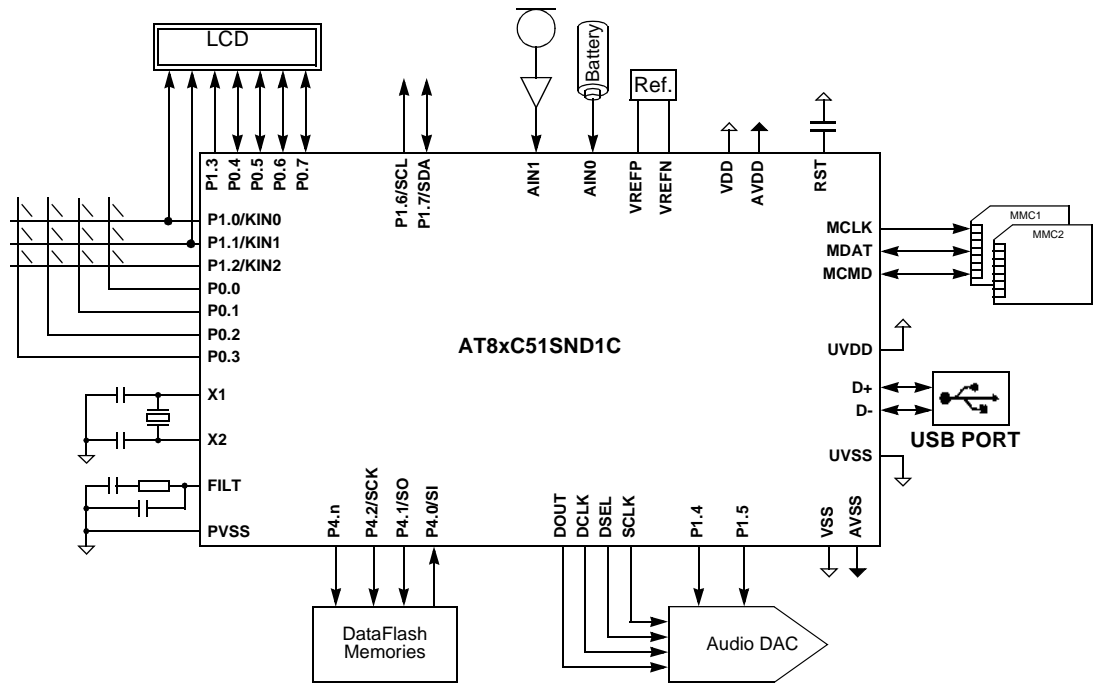 LCD
Battery
Ref.
P1.3
P0.4
P0.5
P0.6
P0.7
P1.6/SCL
P1.7/SDA
AIN1
AIN0
VREFP
VREFN
VDD
AVDD
RST
P1.0/KIN0
P1.1/KIN1
P1.2/KIN2
P0.0
P0.1
P0.2
P0.3
X1
X2
FILT
PVSS
AT8xC51SND1C
MCLK
MDAT
MCMD
MMC1
MMC2
UVDD
D+
D-
USB PORT
UVSS
P4.n
P4.2/SCK
P4.1/SO
P4.0/SI
DOUT
DCLK
DSEL
SCLK
P1.4
P1.5
VSS
AVSS
DataFlash
Memories
Audio DAC